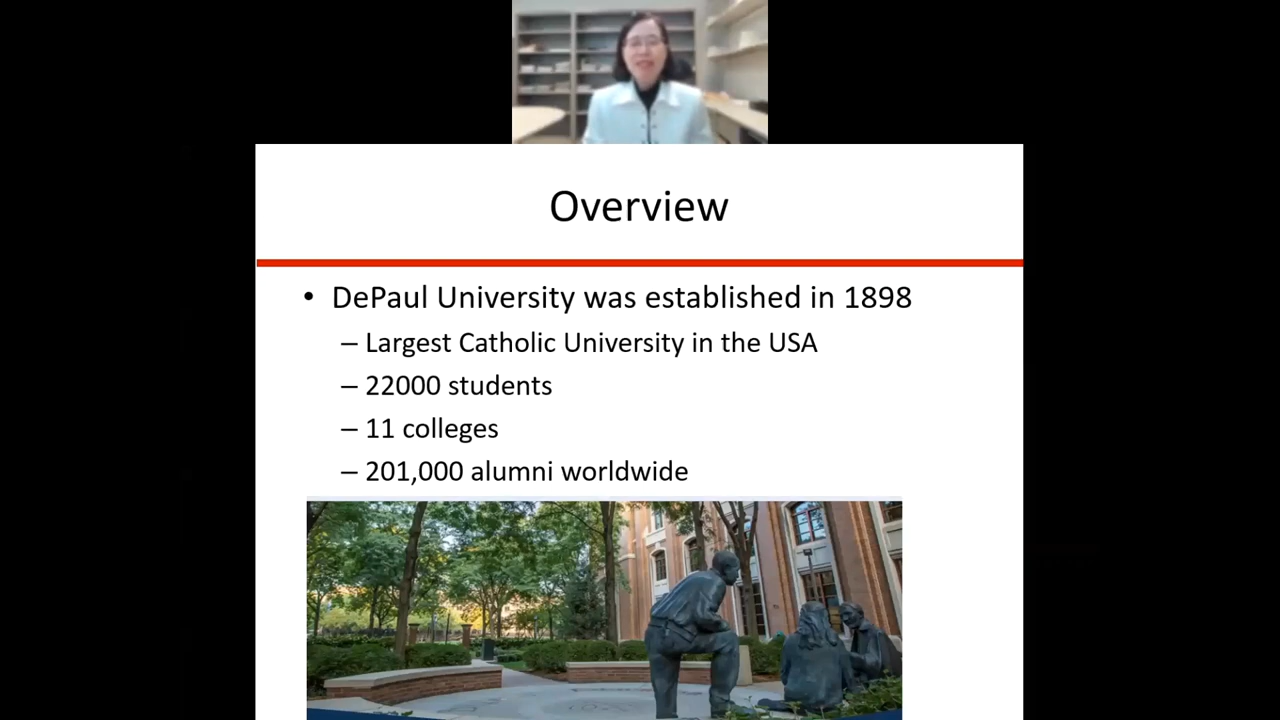 Overview
• DePaul University was established in 1898
– Largest Catholic University in the USA
– 22000 students
– 11 colleges
– 201,000 alumni worldwide